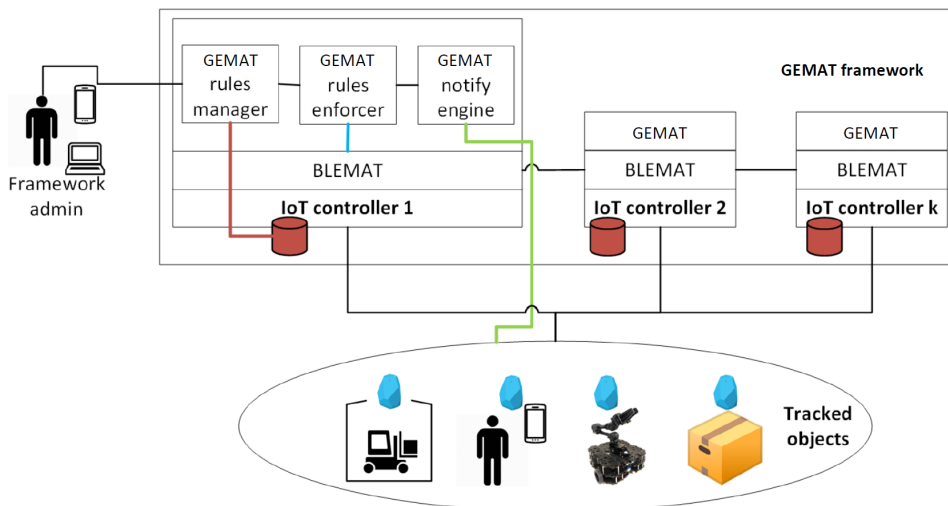 GEMAT
rules
manager
GEMAT
rules
enforcer
GEMAT
notify
engine
GEMAT framework
Framework
admin
BLEMAT
IoT controller 1
GEMAT
BLEMAT
IoT controller 2
GEMAT
BLEMAT
IoT controller k
Tracked
objects